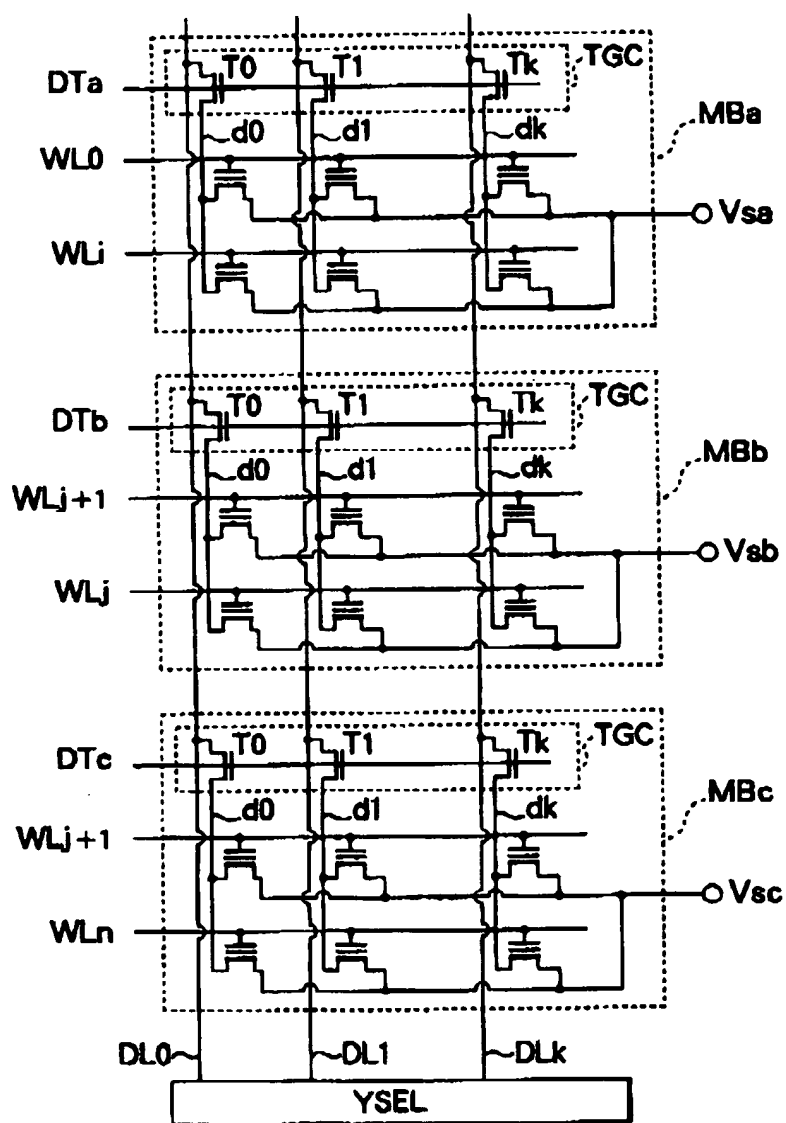 T0 T1 Tk TGC
DTa
MBa
d0 d1 dk
WL0
Vsa
WLi
T0 T1 Tk TGC
DTb
MBb
d0 d1 dk
WLj+1
Vsb
WLj
T0 T1 Tk TGC
DTc
MBc
d0 d1 dk
WLj+1
Vsc
WLn
DL0 DL1 DLk
YSEL